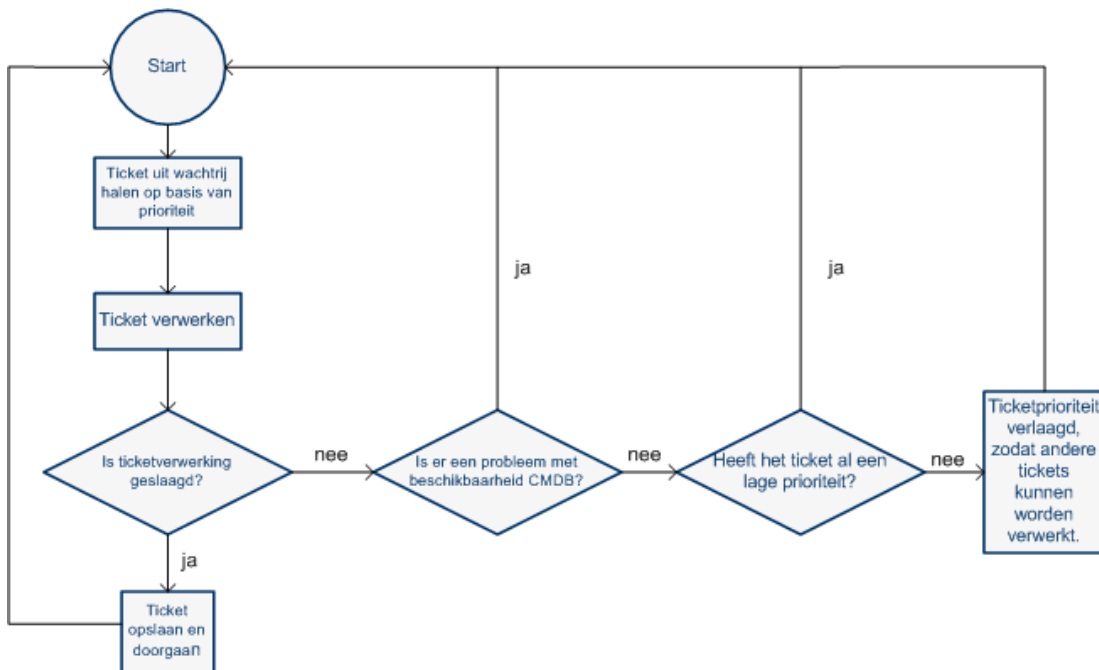 Start
Ticket uit wachtrij
halen op basis van
prioriteit
ja
ja
Ticket verwerken
Is ticketverwerking
geslaagd?
nee
Is er een probleem met
beschikbaarheid CMDB?
nee
Heeft het ticket al een
lage prioriteit?
nee
Ticketprioriteit
verlaagd,
zodat andere
tickets
kunnen
worden
verwerkt.
ja
Ticket
opslaan en
doorgaan